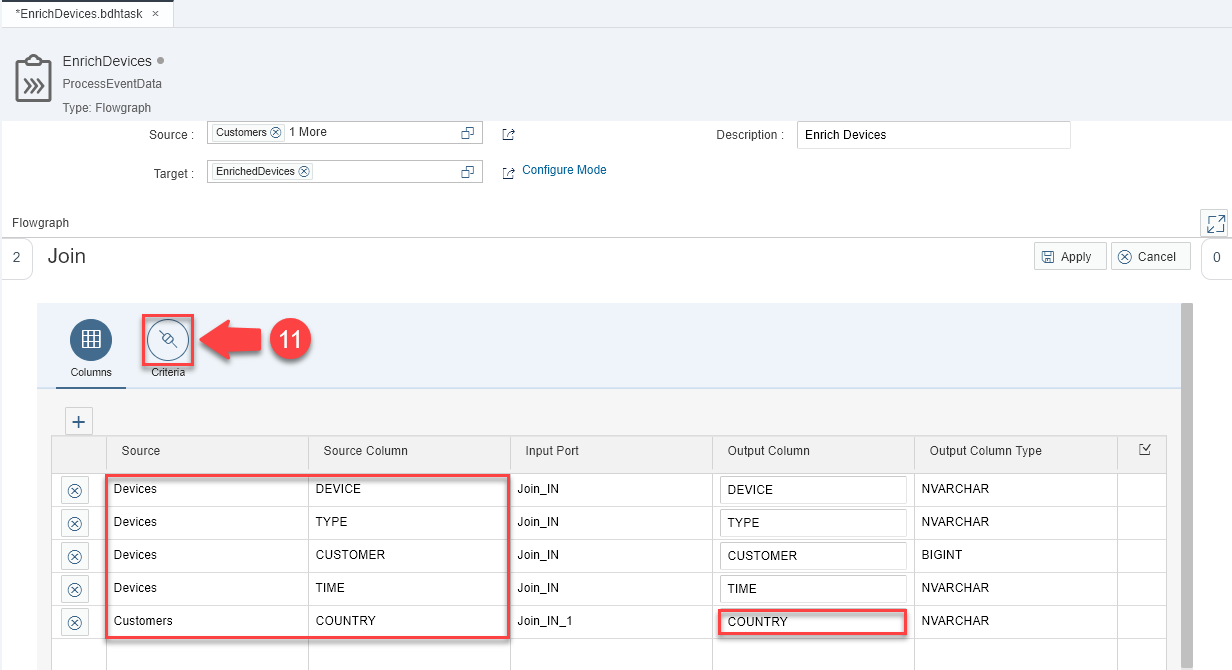 *EnrichDevices.bdhtask ×
EnrichDevices
ProcessEventData
Type: Flowgraph
Source : Customers 1 More Description : Enrich Devices
Target : EnrichedDevices Configure Mode
Flowgraph
2 Join Apply Cancel 0
11
Columns Criteria
+
Source Source Column Input Port Output Column Output Column Type
Devices DEVICE Join_IN DEVICE NVARCHAR
Devices TYPE Join_IN TYPE NVARCHAR
Devices CUSTOMER Join_IN CUSTOMER BIGINT
Devices TIME Join_IN TIME NVARCHAR
Customers COUNTRY Join_IN_1 COUNTRY NVARCHAR